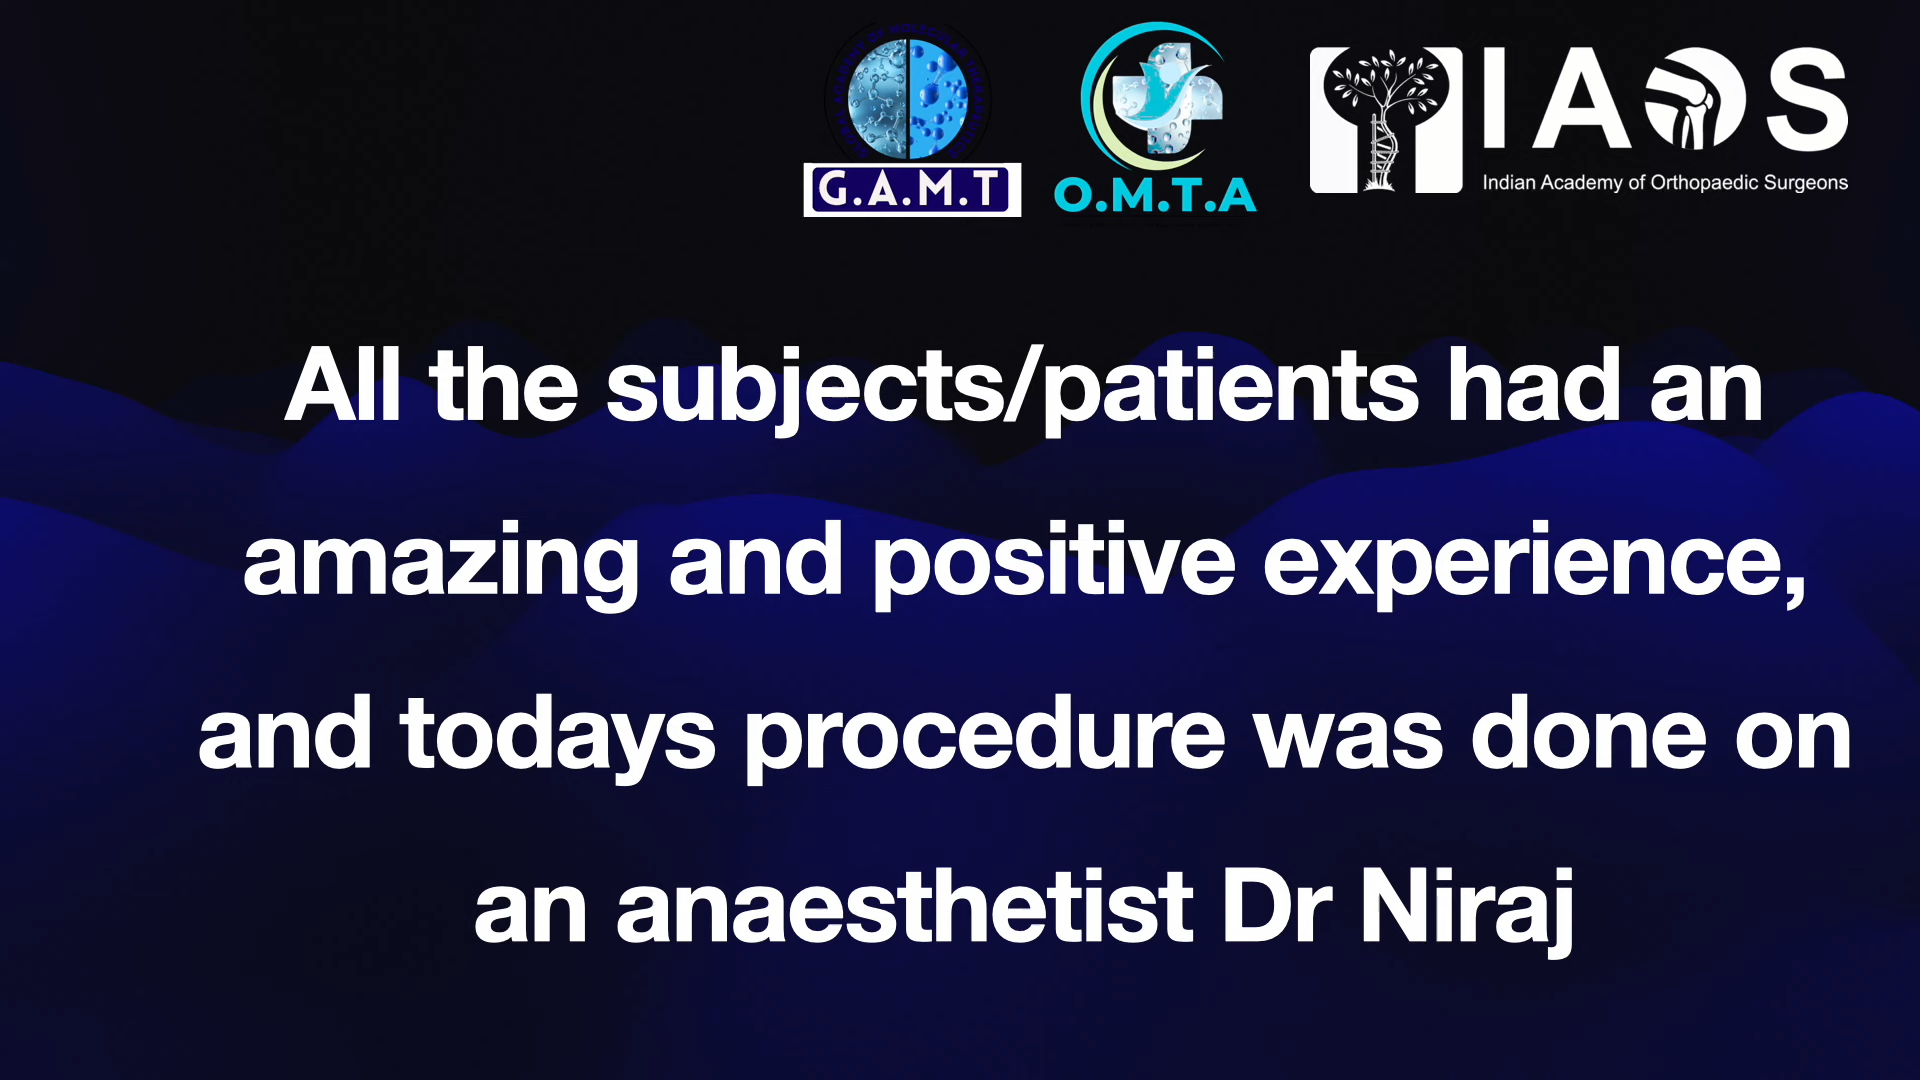 G.A.M.T
O.M.T.A
IAOS
Indian Academy of Orthopaedic Surgeons
All the subjects/patients had an
amazing and positive experience,
and todays procedure was done on
an anaesthetist Dr Niraj